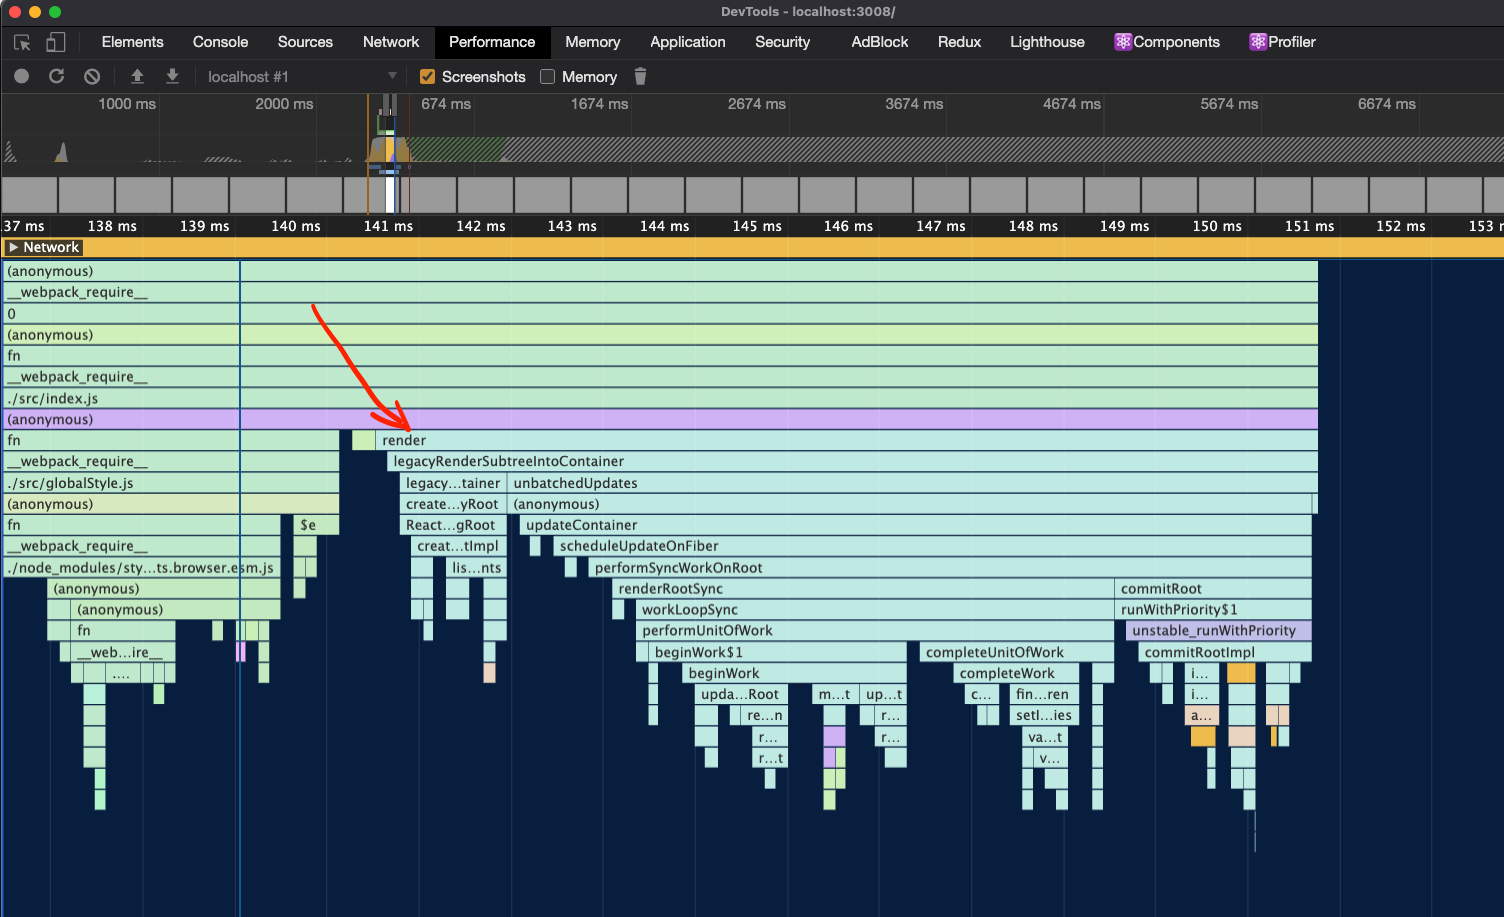 DevTools - localhost:3008/
Elements Console Sources Network Performance Memory Application Security AdBlock Redux Lighthouse Components Profiler
localhost #1 Screenshots Memory
1000 ms 2000 ms 674 ms 1674 ms 2674 ms 3674 ms 4674 ms 5674 ms 6674 ms
37 ms 138 ms 139 ms 140 ms 141 ms 142 ms 143 ms 144 ms 145 ms 146 ms 147 ms 148 ms 149 ms 150 ms 151 ms 152 ms 153 m
Network
(anonymous)
__webpack_require__
0
(anonymous)
fn
__webpack_require__
./src/index.js
(anonymous)
fn render
__webpack_require__ legacyRenderSubtreeIntoContainer
./src/globalStyle.js legacy…tainer unbatchedUpdates
(anonymous) create…yRoot (anonymous)
fn $e React…gRoot updateContainer
__webpack_require__ creat…tImpl scheduleUpdateOnFiber
./node_modules/sty…ts.browser.esm.js lis…nts performSyncWorkOnRoot
(anonymous) renderRootSync commitRoot
(anonymous) workLoopSync runWithPriority$1
fn performUnitOfWork unstable_runWithPriority
__web…ire__ beginWork$1 completeUnitOfWork commitRootImpl
.… beginWork completeWork i…
upda…Root m…t up…t c… fin…ren i…
re…n r… setl…ies a…
r… r… va…t
r…t v…